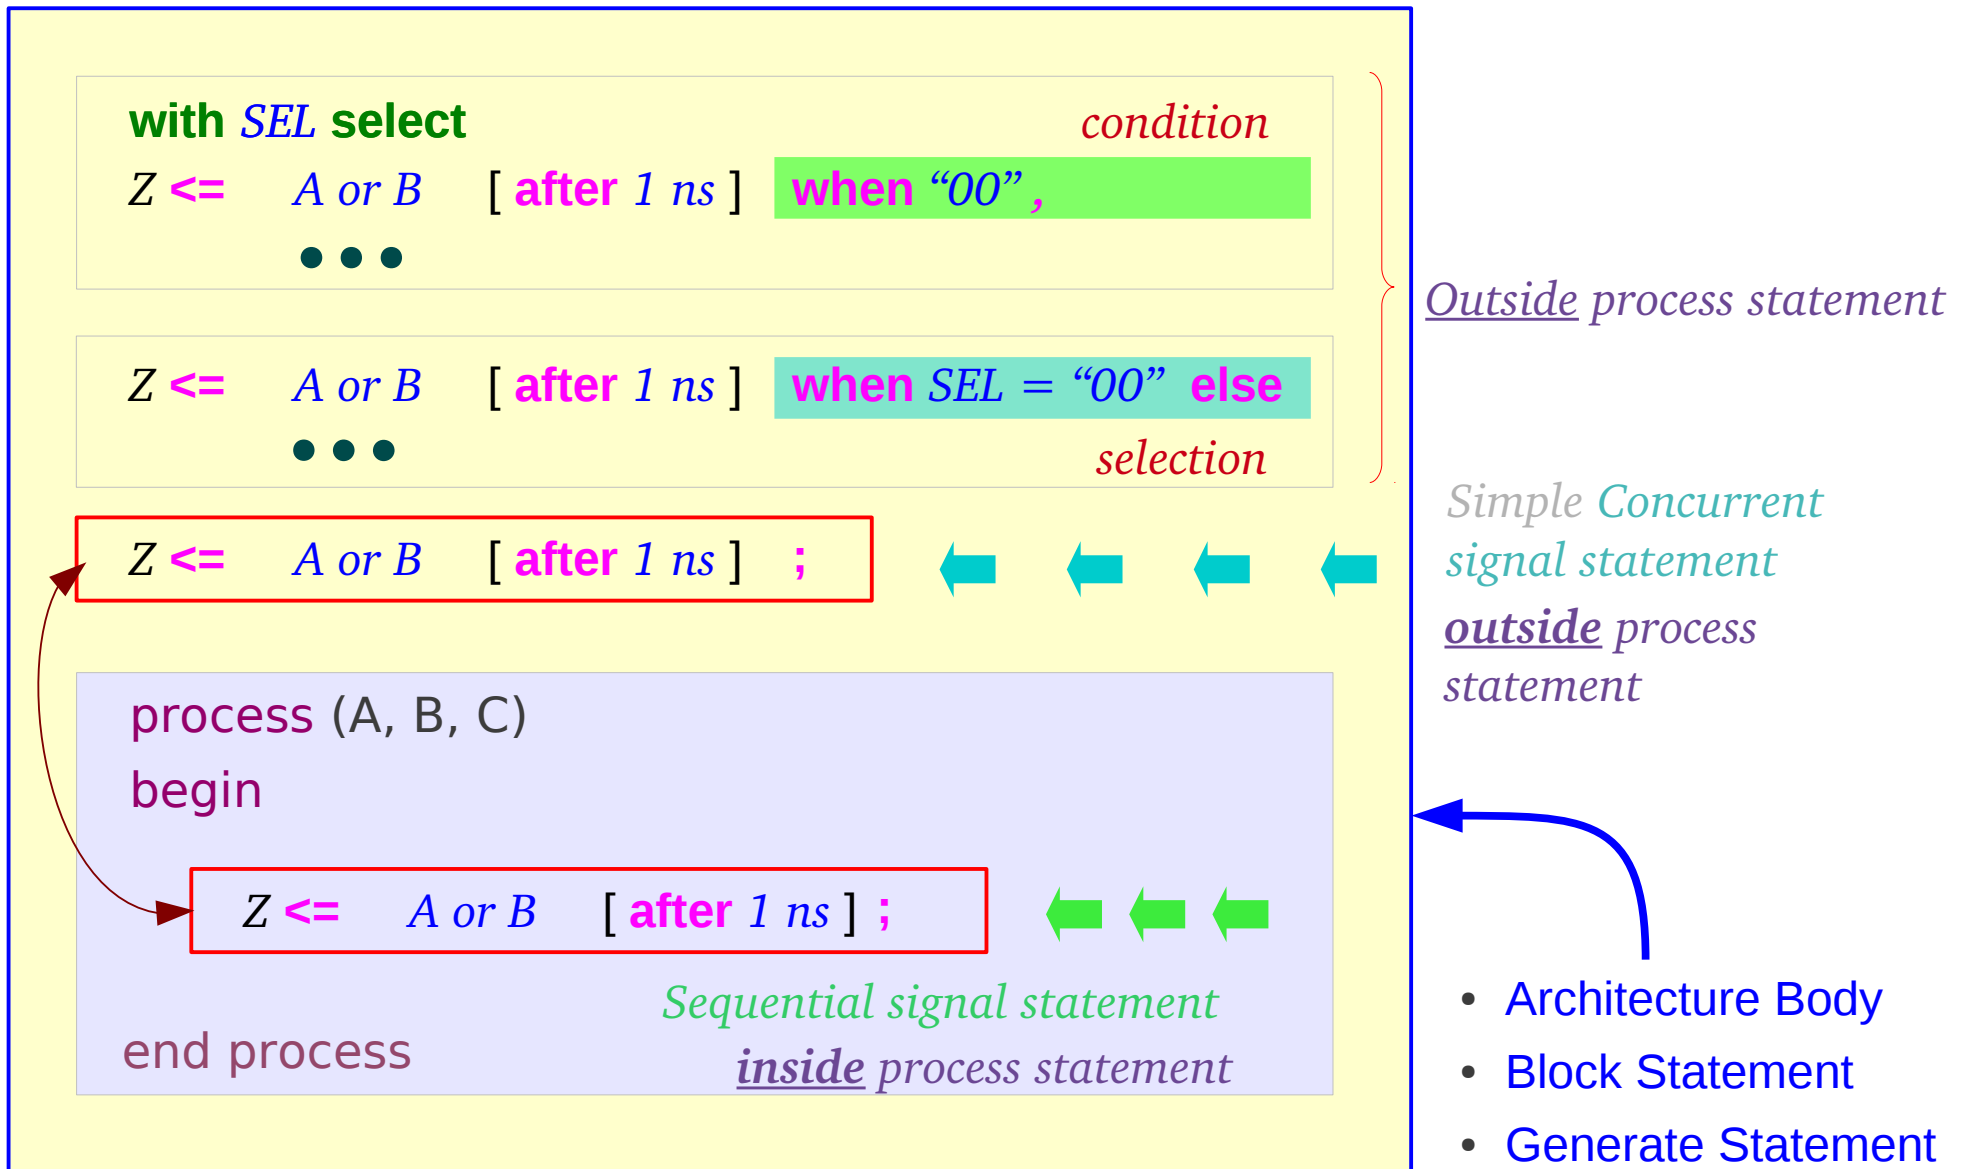 with SEL select
condition
Z <= A or B [ after 1 ns ] when “00” ,
●●●
Z <= A or B [ after 1 ns ] when SEL = “00” else
●●●
selection
Outside process statement
Z <= A or B [ after 1 ns ] ;
Simple Concurrent
signal statement
outside process
statement
process (A, B, C)
begin
Z <= A or B [ after 1 ns ] ;
Sequential signal statement
inside process statement
end process
• Architecture Body
• Block Statement
• Generate Statement